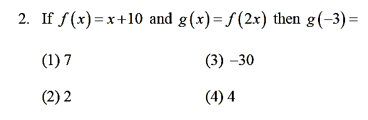 2. If f(x)=x+10 and g(x)=f(2x) then g(−3)=
(1) 7 (3) −30
(2) 2 (4) 4